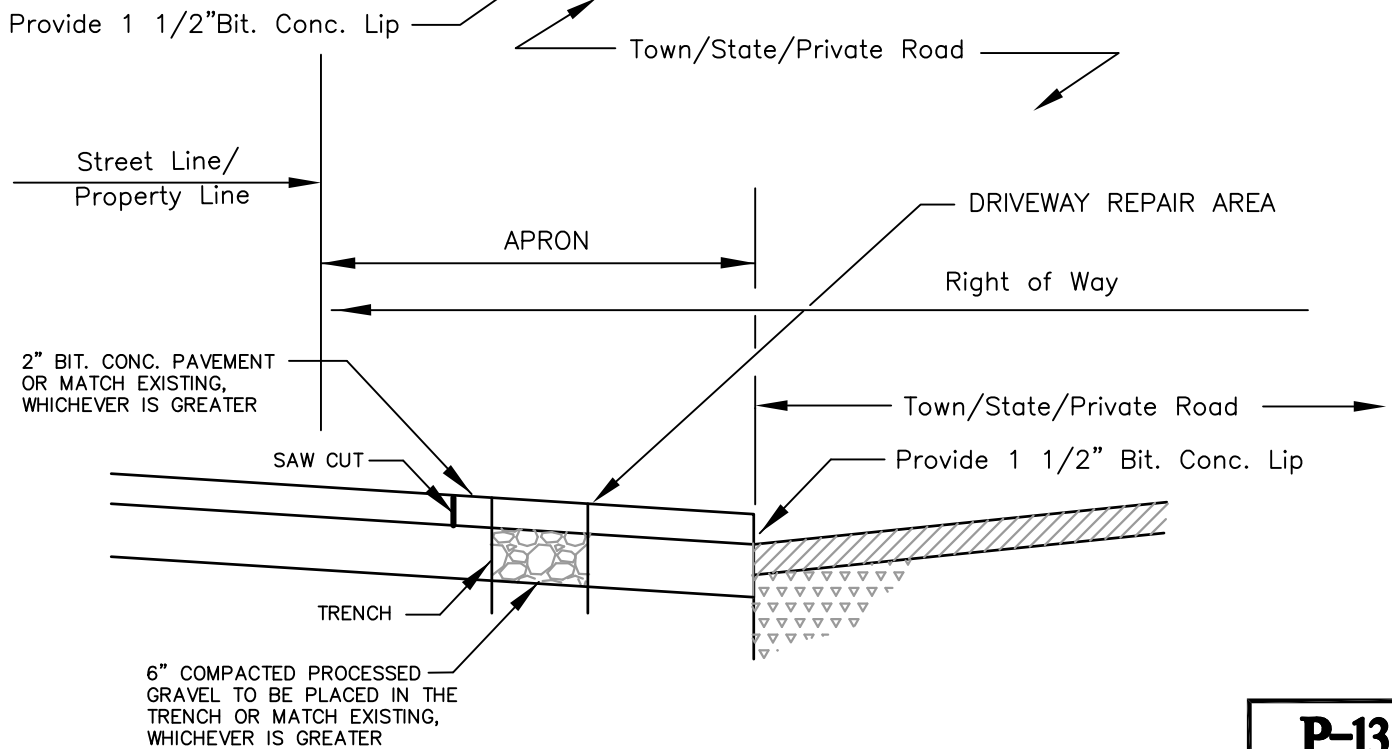 Provide 1 1/2"Bit. Conc. Lip
Town/State/Private Road
Street Line/
Property Line
DRIVEWAY REPAIR AREA
APRON
Right of Way
2" BIT. CONC. PAVEMENT
OR MATCH EXISTING,
WHICHEVER IS GREATER
Town/State/Private Road
SAW CUT
Provide 1 1/2" Bit. Conc. Lip
TRENCH
6" COMPACTED PROCESSED
GRAVEL TO BE PLACED IN THE
TRENCH OR MATCH EXISTING,
WHICHEVER IS GREATER
P-13